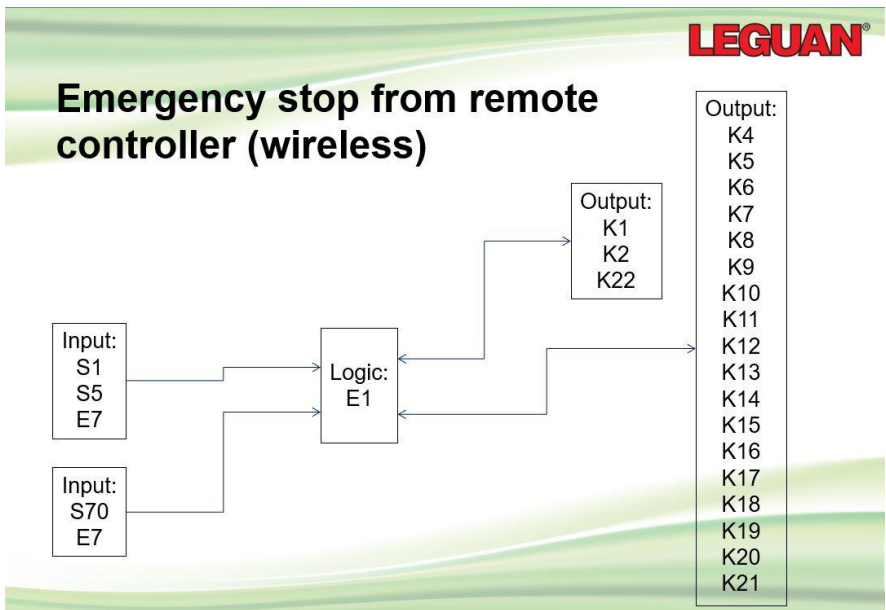 LEGUAN®
Emergency stop from remote
controller (wireless)
Input:
S1
S5
E7
Input:
S70
E7
Logic:
E1
Output:
K1
K2
K22
Output:
K4
K5
K6
K7
K8
K9
K10
K11
K12
K13
K14
K15
K16
K17
K18
K19
K20
K21